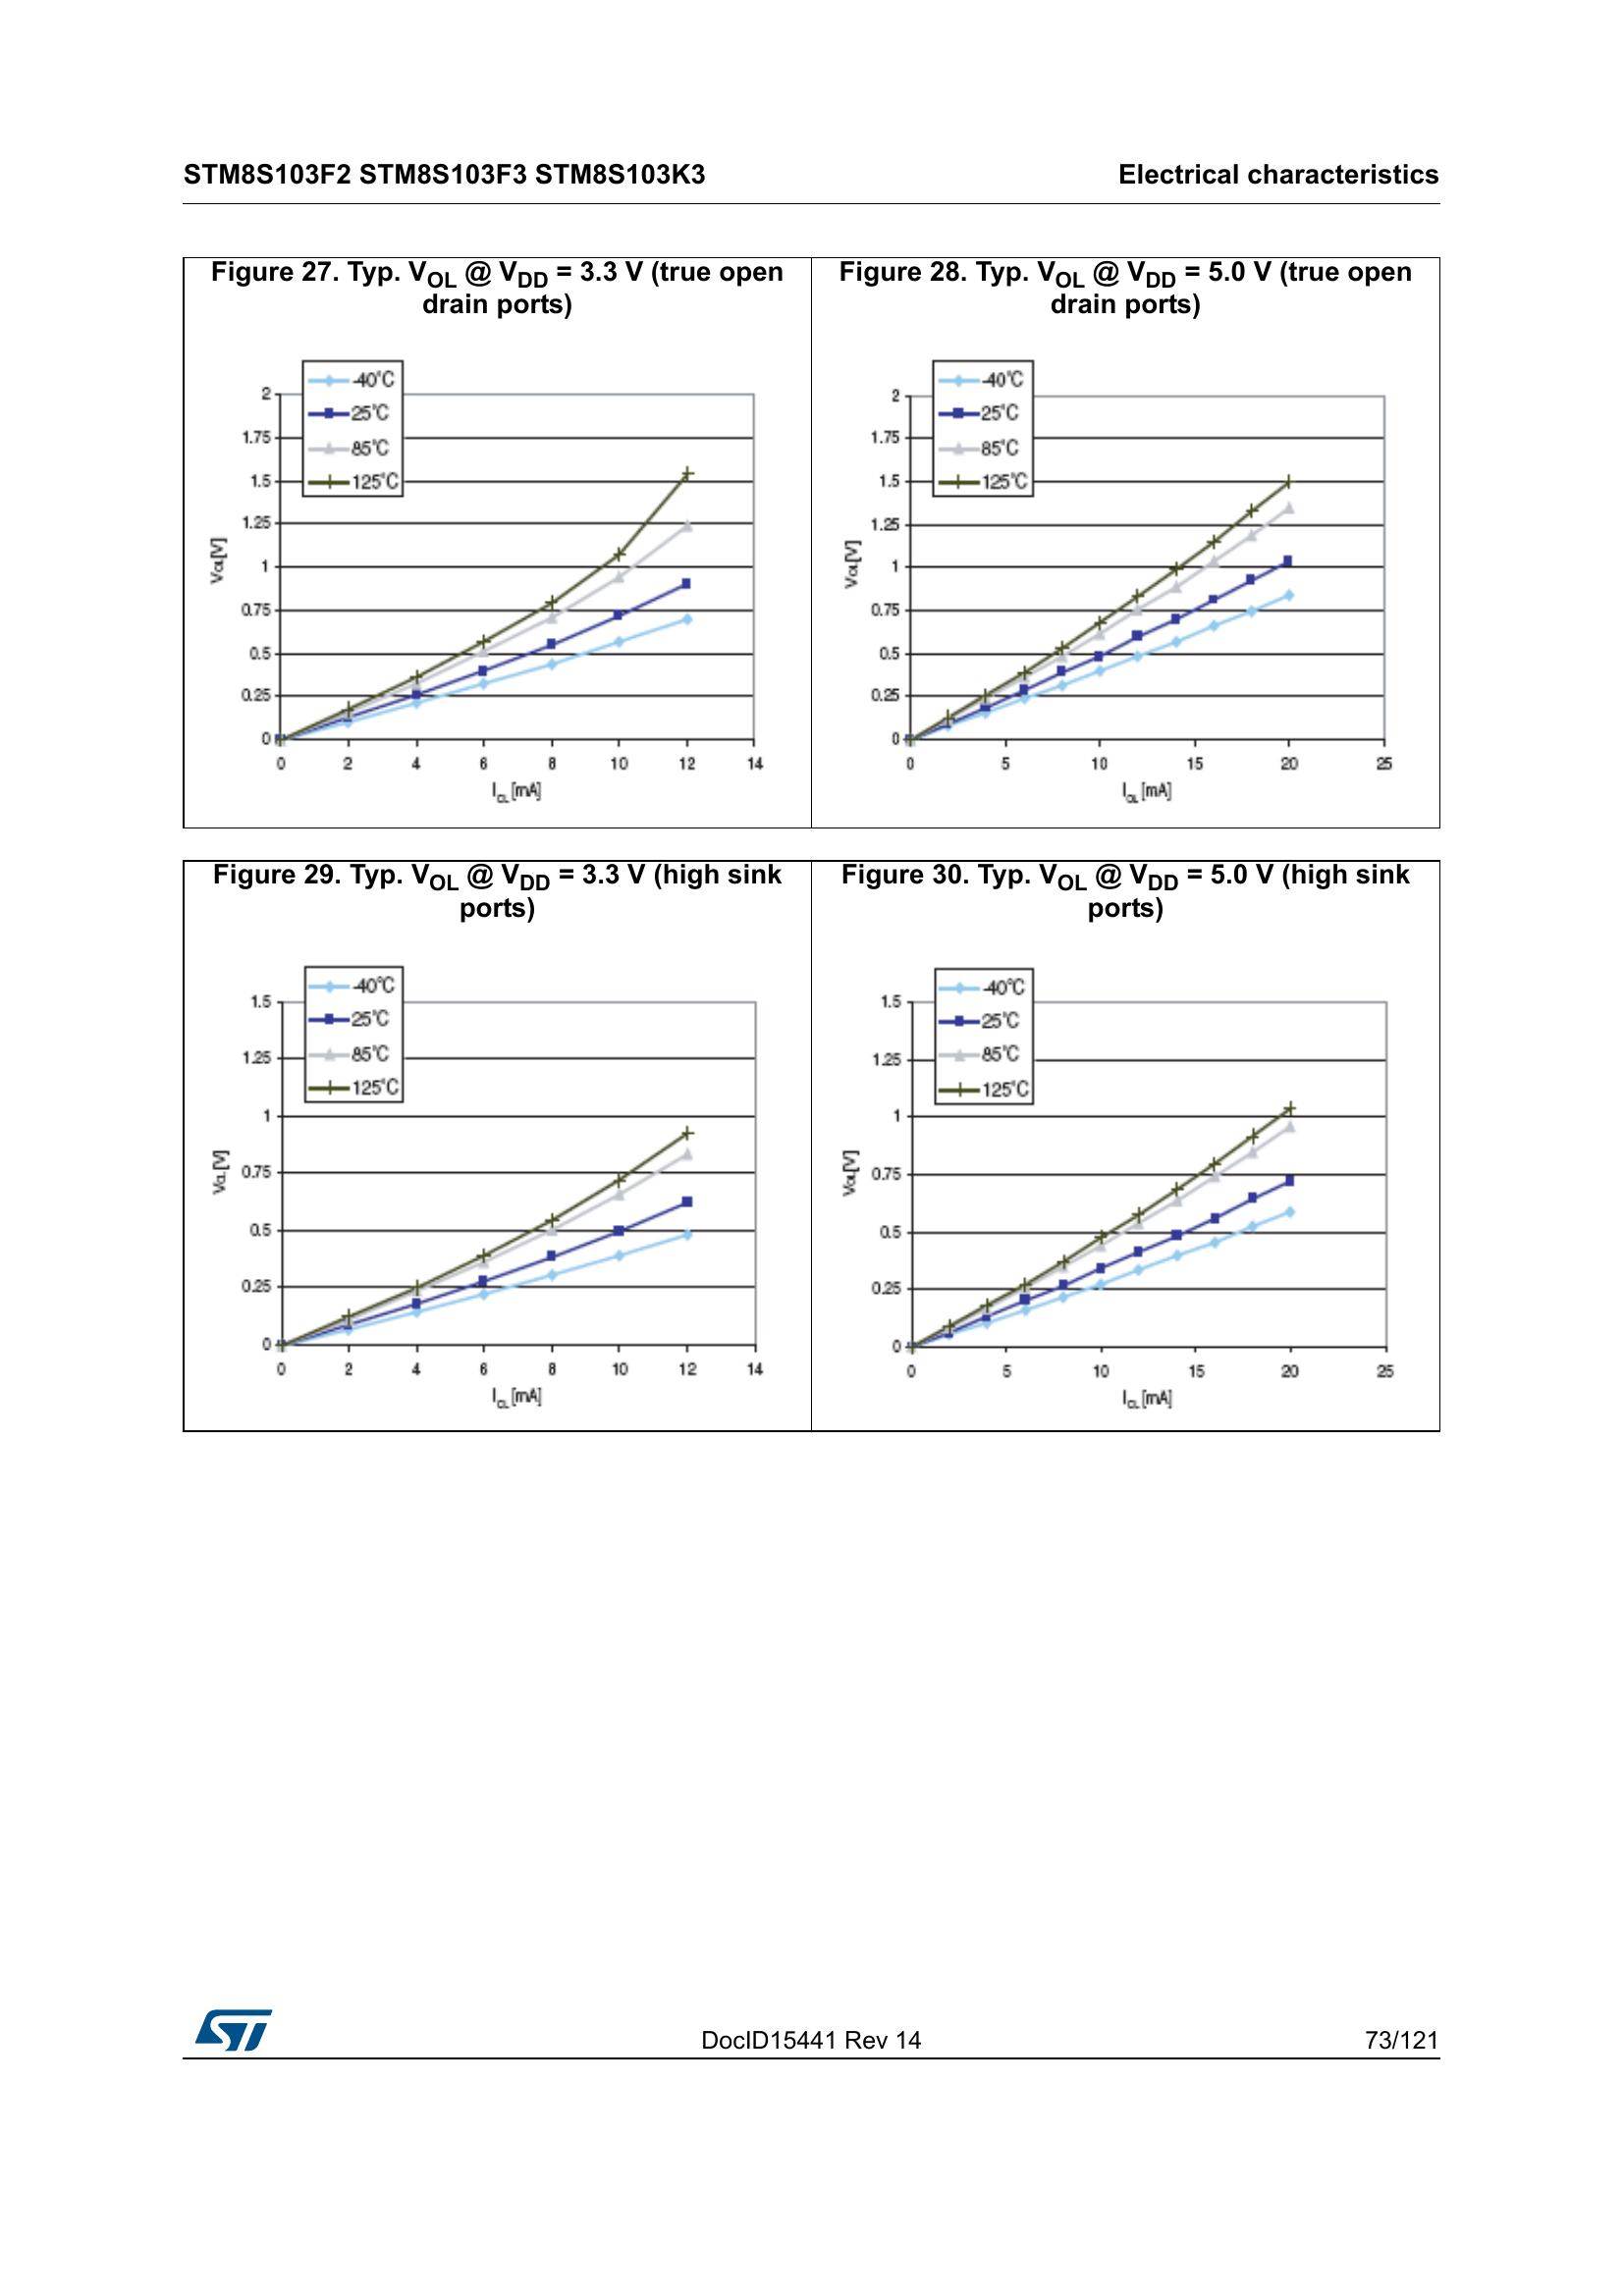 STM8S103F2 STM8S103F3 STM8S103K3 Electrical characteristics
Figure 27. Typ. VOL @ VDD = 3.3 V (true open
drain ports)
-40°C
25°C
85°C
125°C
2
1.75
1.5
1.25
1
0.75
0.5
0.25
0
VOL[V]
0 2 4 6 8 10 12 14
IOL [mA]
Figure 28. Typ. VOL @ VDD = 5.0 V (true open
drain ports)
-40°C
25°C
85°C
125°C
2
1.75
1.5
1.25
1
0.75
0.5
0.25
0
VOL[V]
0 5 10 15 20 25
IOL [mA]
Figure 29. Typ. VOL @ VDD = 3.3 V (high sink
ports)
-40°C
25°C
85°C
125°C
1.5
1.25
1
0.75
0.5
0.25
0
VOL[V]
0 2 4 6 8 10 12 14
IOL [mA]
Figure 30. Typ. VOL @ VDD = 5.0 V (high sink
ports)
-40°C
25°C
85°C
125°C
1.5
1.25
1
0.75
0.5
0.25
0
VOL[V]
0 5 10 15 20 25
IOL [mA]
ST
DocID15441 Rev 14
73/121